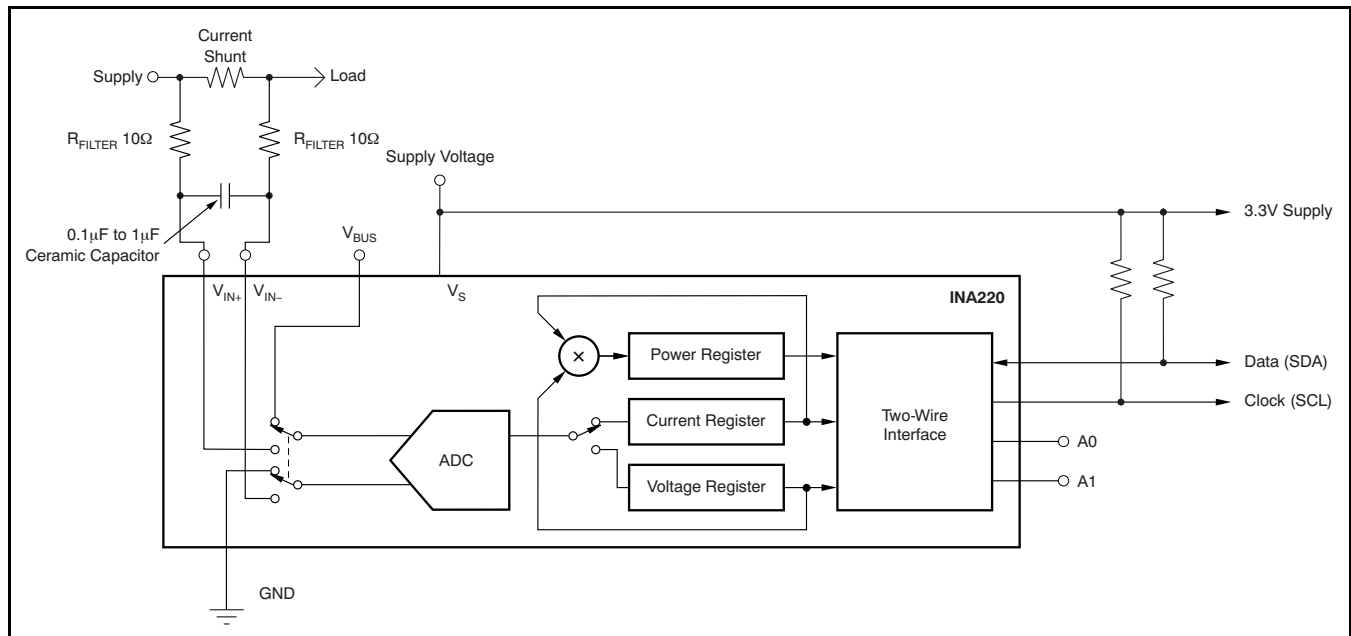 Current
Shunt
Supply
Load
R_FILTER 10Ω
R_FILTER 10Ω
Supply Voltage
0.1μF to 1μF
Ceramic Capacitor
V_BUS
3.3V Supply
V_IN+
V_IN–
V_S
INA220
×
Power Register
Current Register
Voltage Register
ADC
Two-Wire
Interface
Data (SDA)
Clock (SCL)
A0
A1
GND